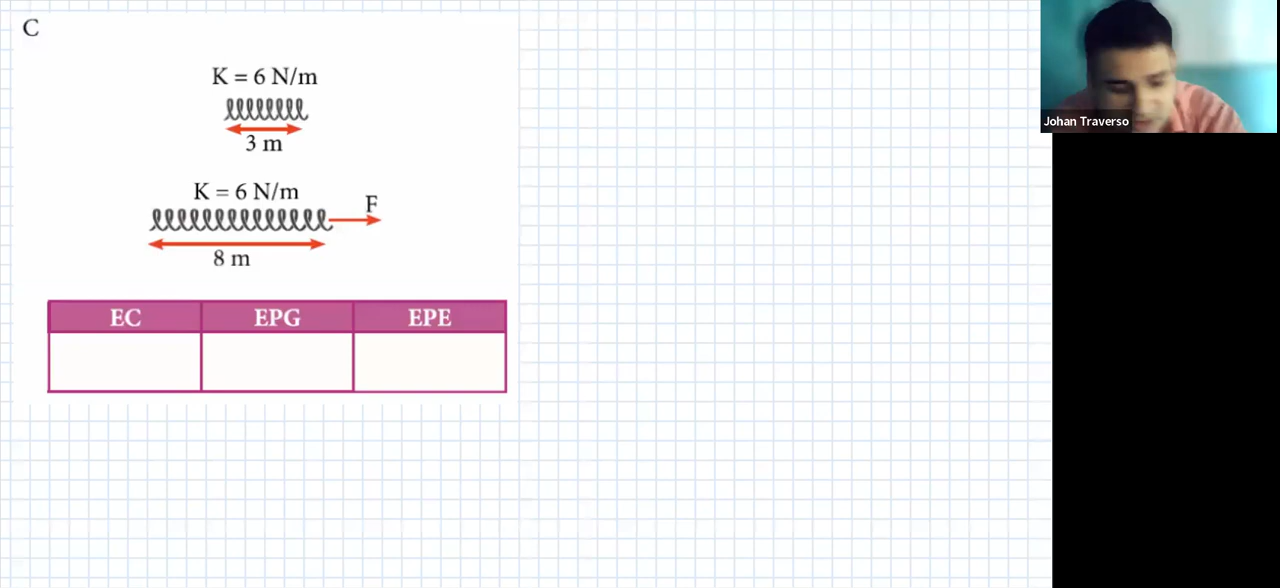 C
K = 6 N/m
3 m
K = 6 N/m
F
8 m
EC EPG EPE
Johan Traverso